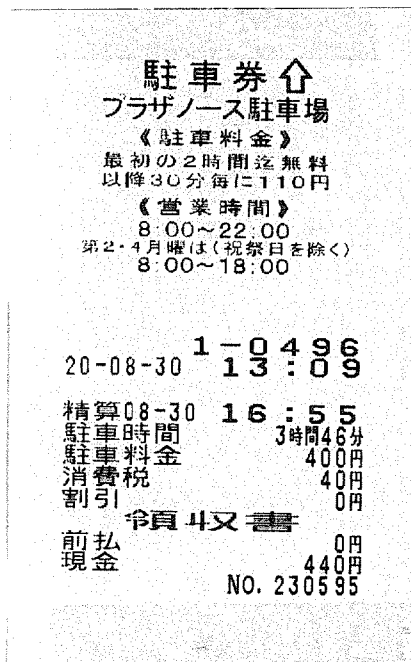 駐車券⇧
プラザノース駐車場
《駐車料金》
最初の2時間迄無料
以降30分毎に110円
《営業時間》
8:00～22:00
第2・4月曜は(祝祭日を除く)
8:00～18:00
1-0496
20-08-30 13:09
精算08-30 16:55
駐車時間 3時間46分
駐車料金 400円
消費税 40円
割引 0円
領収書
前払 0円
現金 440円
NO. 230595